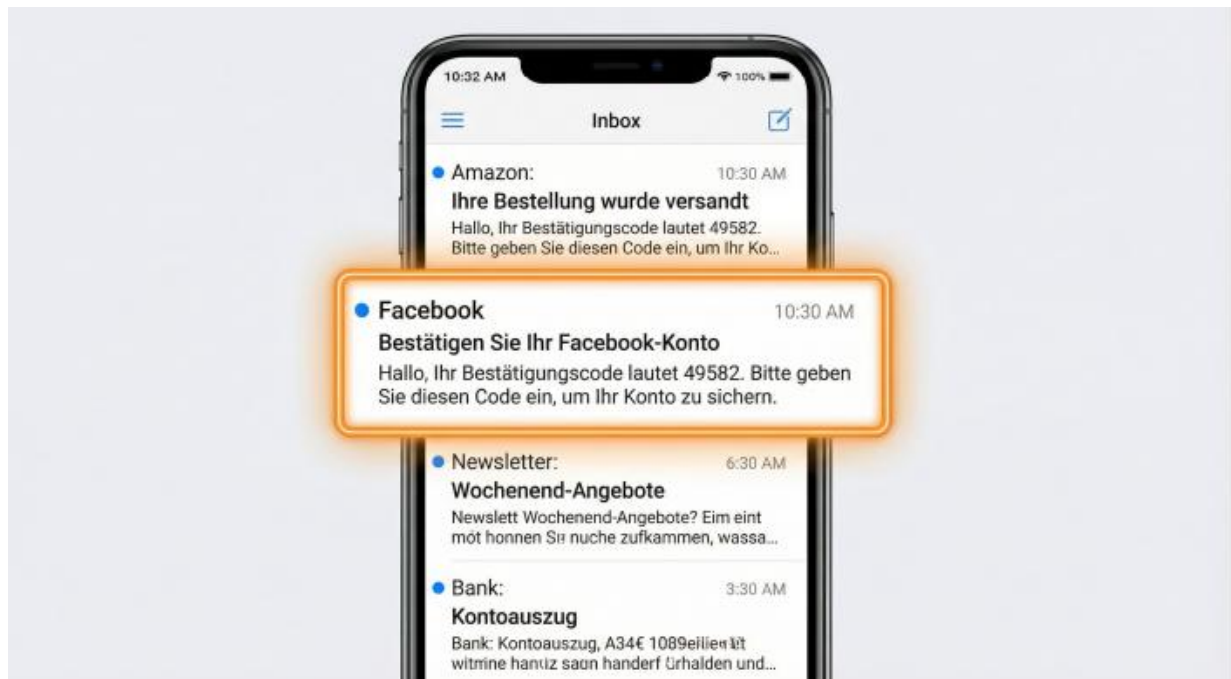 10:32 AM
100%
Inbox
Amazon: 10:30 AM
Ihre Bestellung wurde versandt
Hallo, Ihr Bestätigungscode lautet 49582.
Bitte geben Sie diesen Code ein, um Ihr Ko...
Facebook 10:30 AM
Bestätigen Sie Ihr Facebook-Konto
Hallo, Ihr Bestätigungscode lautet 49582. Bitte geben
Sie diesen Code ein, um Ihr Konto zu sichern.
Newsletter: 6:30 AM
Wochenend-Angebote
Newslett Wochenend-Angebote? Eim eint
mót honnen nuche zufkammen, wassa...
Bank: 3:30 AM
Kontoauszug
Bank: Kontoauszug, A34€
handerf und...